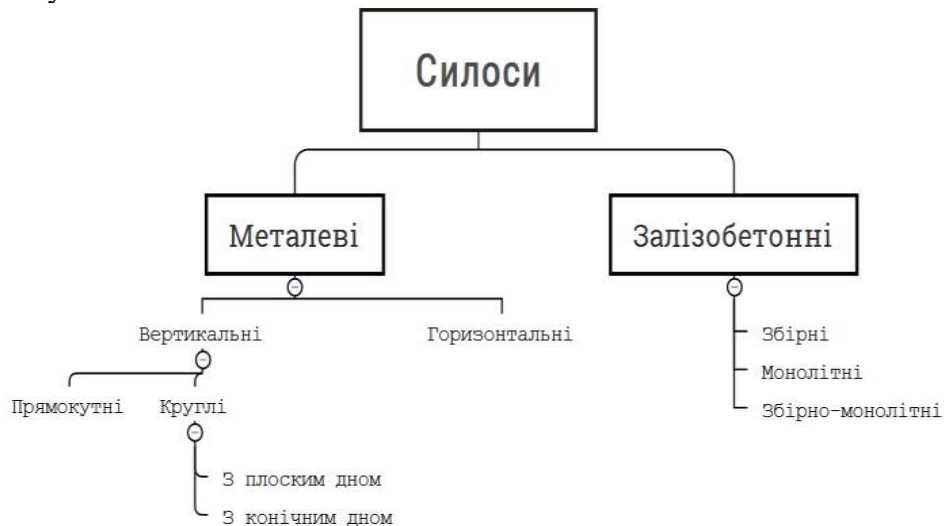 Силоси
Металеві
Залізобетонні
Вертикальні
Горизонтальні
Збірні
Монолітні
Прямокутні
Круглі
Збірно-монолітні
З плоским дном
З конічним дном